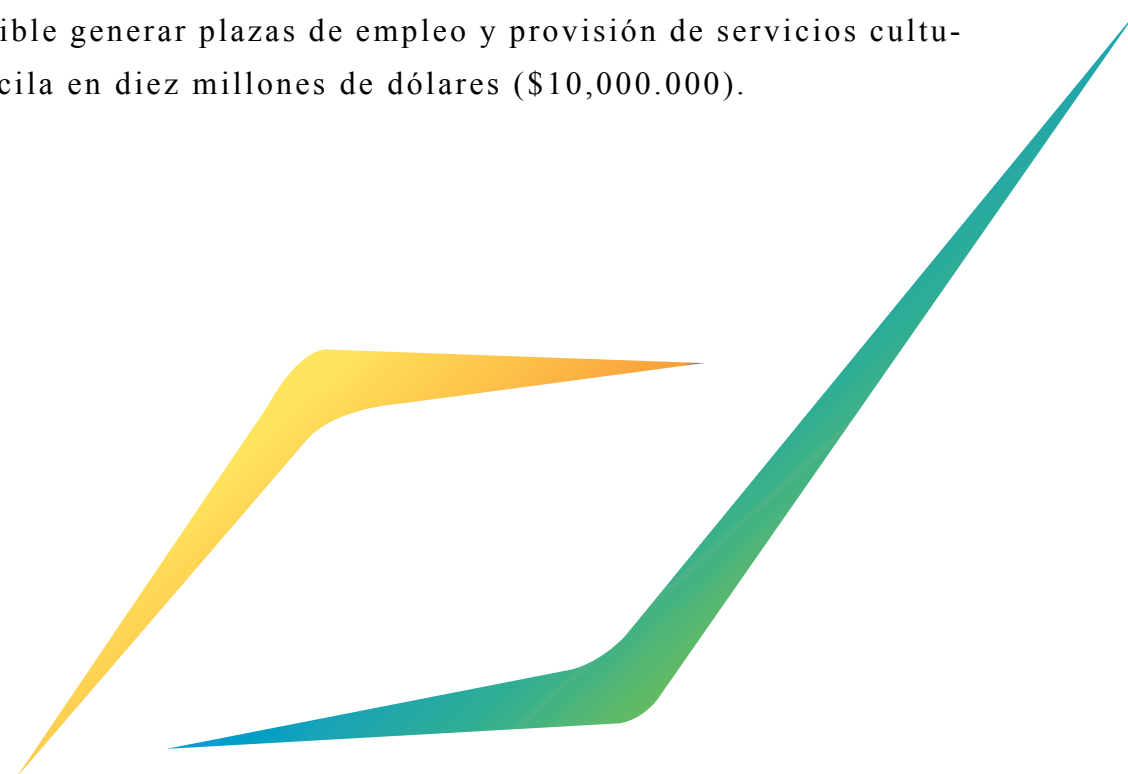 ible generar plazas de empleo y provisión de servicios cultu-
cila en diez millones de dólares ($10,000.000).